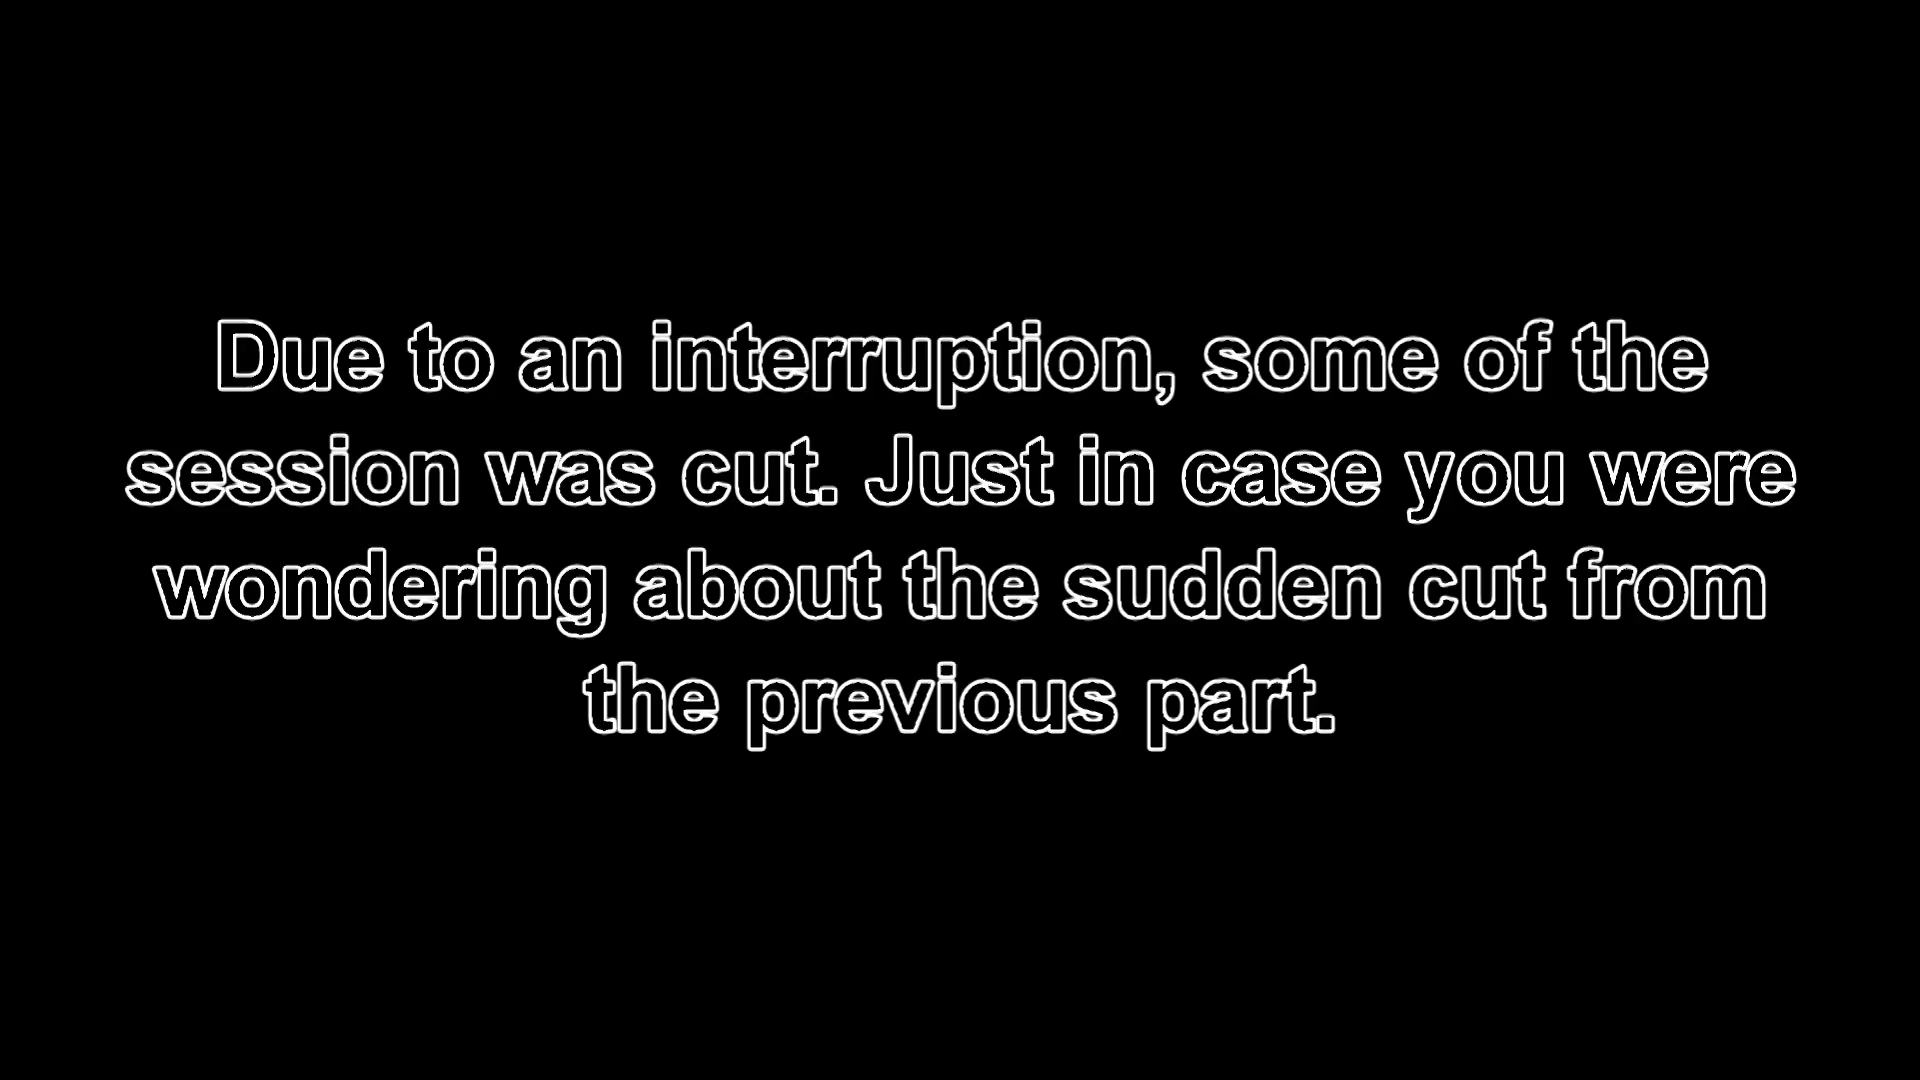 Due to an interruption, some of the
session was cut. Just in case you were
wondering about the sudden cut from
the previous part.